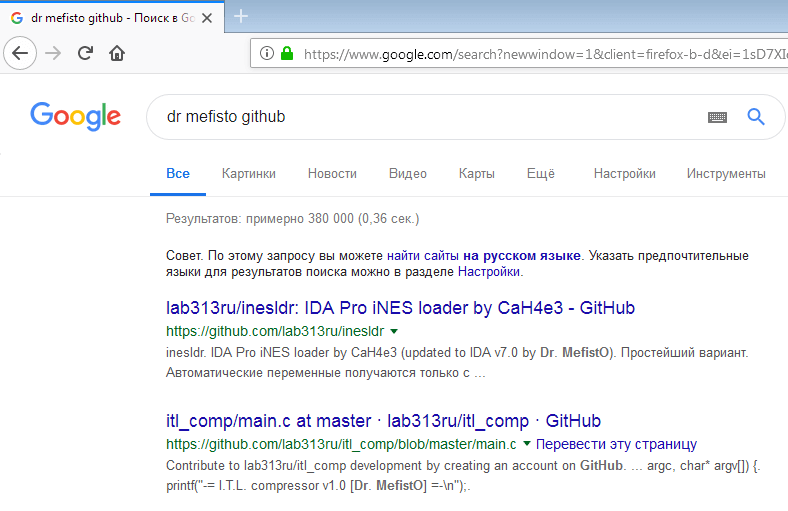 dr mefisto github - Поиск в Go
https://www.google.com/search?newwindow=1&client=firefox-b-d&ei=1sD7XI
Google
dr mefisto github
Все Картинки Новости Видео Карты Ещё Настройки Инструменты
Результатов: примерно 380 000 (0,36 сек.)
Совет. По этому запросу вы можете найти сайты на русском языке. Указать предпочтительные
языки для результатов поиска можно в разделе Настройки.
lab313ru/inesldr: IDA Pro iNES loader by CaH4e3 - GitHub
https://github.com/lab313ru/inesldr
inesldr. IDA Pro iNES loader by CaH4e3 (updated to IDA v7.0 by Dr. MefistO). Простейший вариант.
Автоматические переменные получаются только с ...
itl_comp/main.c at master · lab313ru/itl_comp · GitHub
https://github.com/lab313ru/itl_comp/blob/master/main.c Перевести эту страницу
Contribute to lab313ru/itl_comp development by creating an account on GitHub. ... argc, char* argv[]) {.
printf("-= I.T.L. compressor v1.0 [Dr. MefistO] =-\n");.